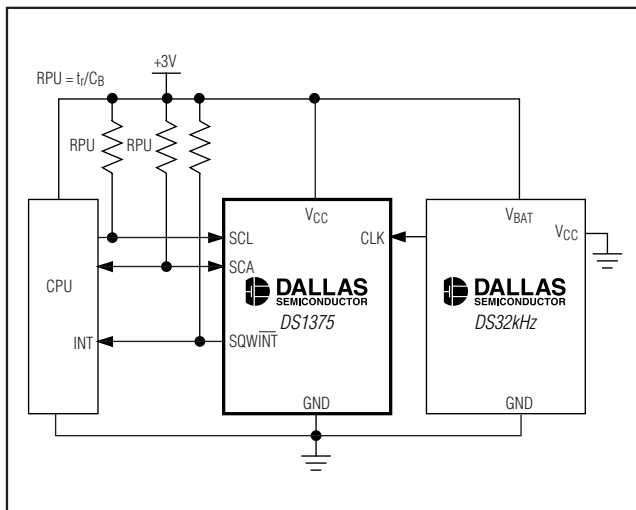 +3V
RPU = tr/CB
RPU
RPU
VCC
VBAT
VCC
SCL
CLK
CPU
SCA
DALLAS
SEMICONDUCTOR
DS1375
DALLAS
SEMICONDUCTOR
DS32kHz
INT
SQWINT
GND
GND